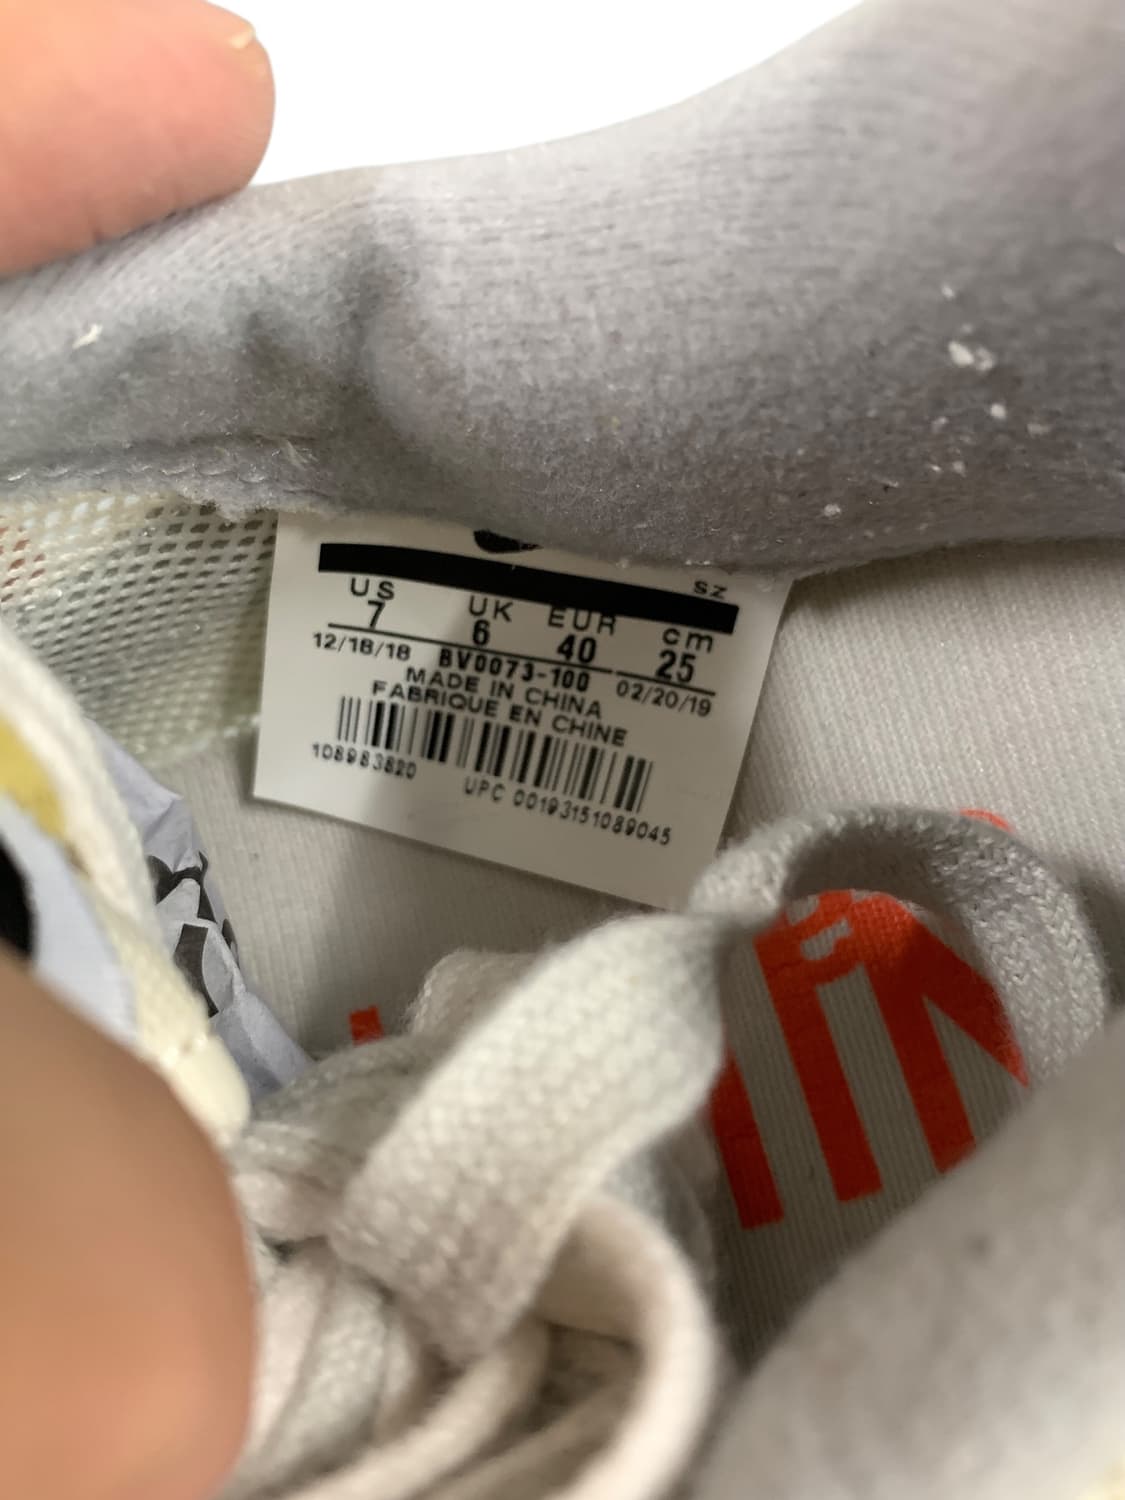 sz
US UK EUR cm
7 6 40 25
12/18/18 BV0073-100 02/20/19
MADE IN CHINA
FABRIQUE EN CHINE
108983820
UPC 00193151089045